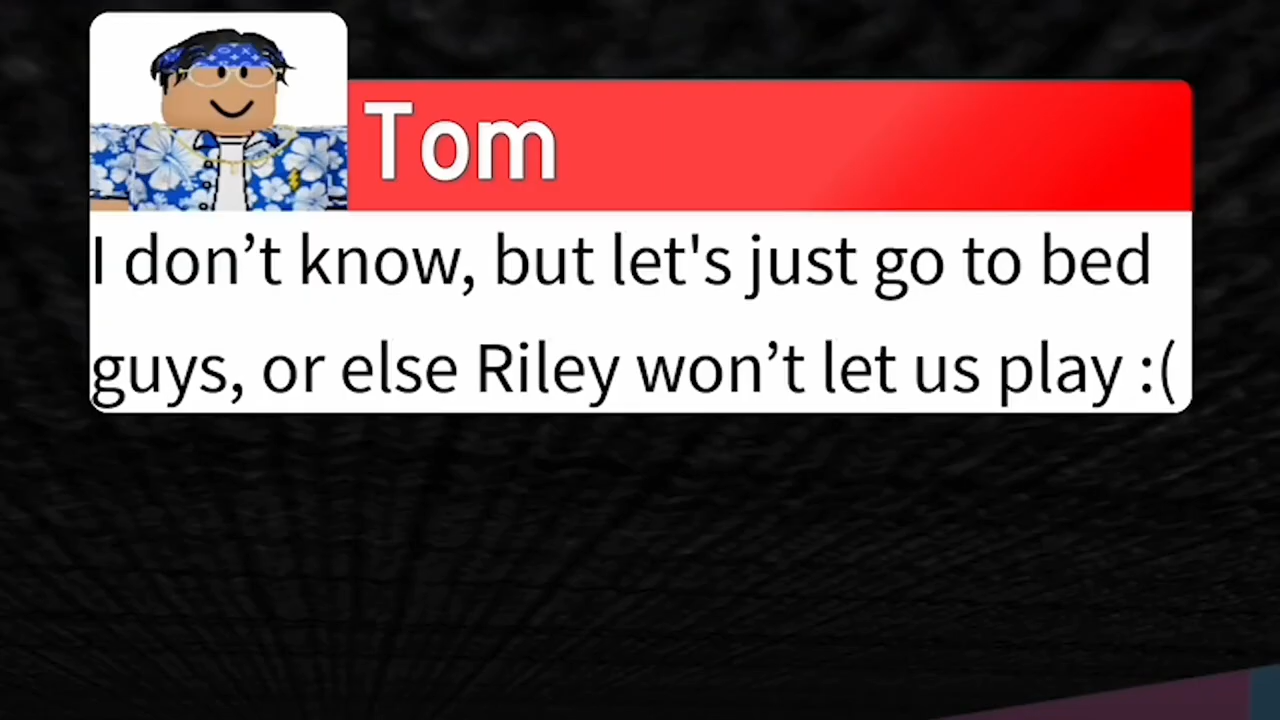 Tom
I don’t know, but let's just go to bed
guys, or else Riley won’t let us play :(